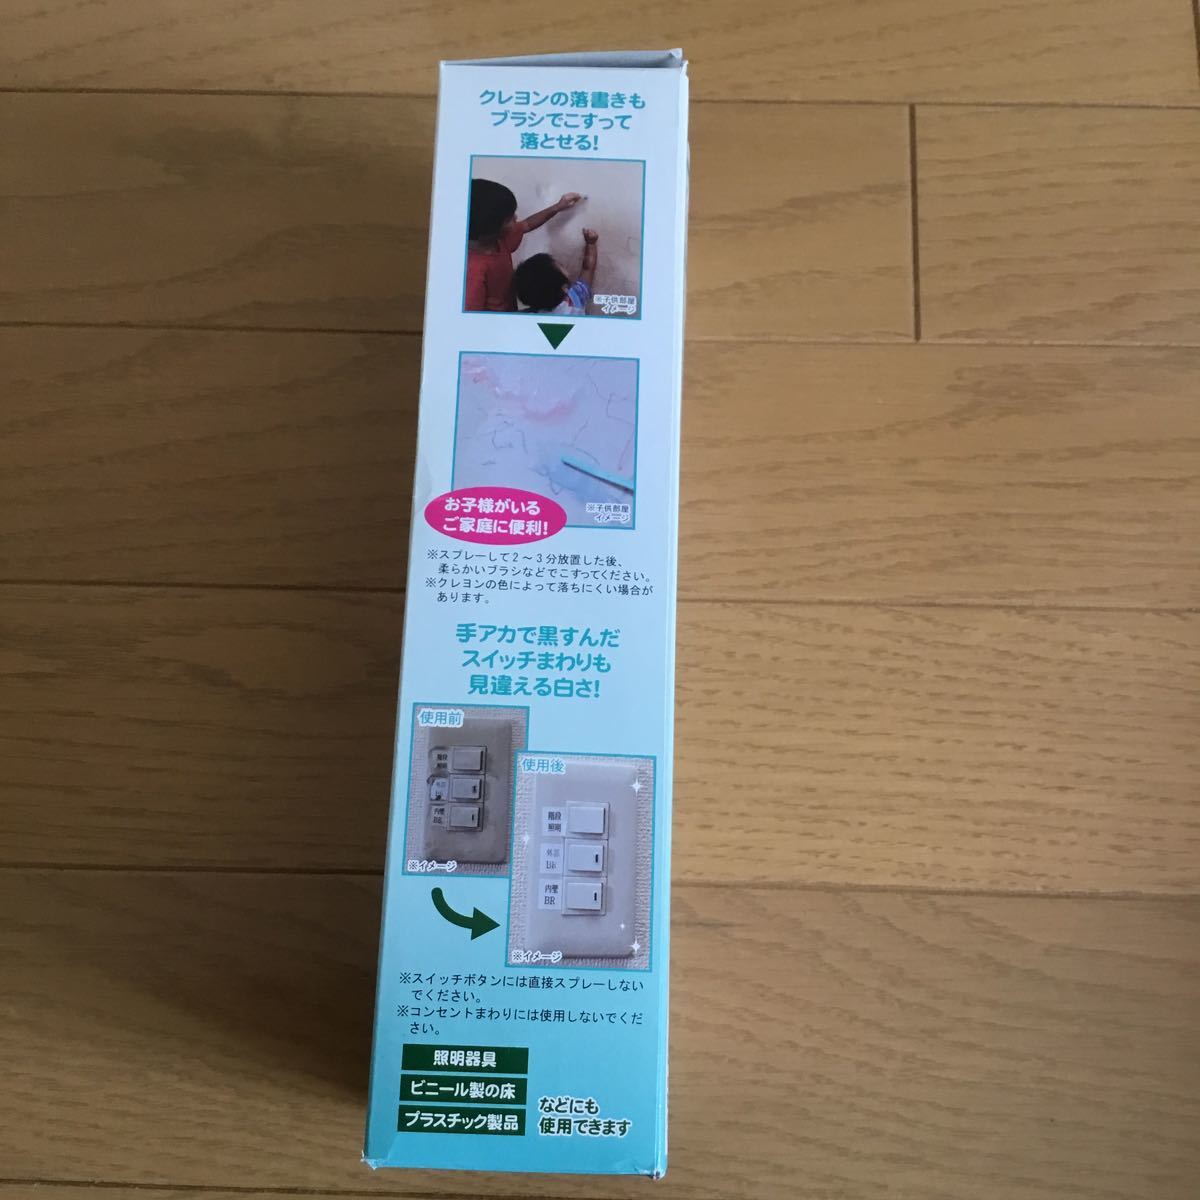 クレヨンの落書きも
ブラシでこすって
落とせる!
※子供部屋
イメージ
※子供部屋
イメージ
お子様がいる
ご家庭に便利!
※スプレーして2〜3分放置した後、
柔らかいブラシなどでこすってください。
※クレヨンの色によって落ちにくい場合が
あります。
手アカで黒ずんだ
スイッチまわりも
見違える白さ!
使用前
階段
照明
外部
内壁
BR
※イメージ
使用後
階段
照明
外部
BR
内壁
BR
※イメージ
※スイッチボタンには直接スプレーしない
でください。
※コンセントまわりには使用しないでくだ
さい。
照明器具
ビニール製の床
プラスチック製品
などにも
使用できます